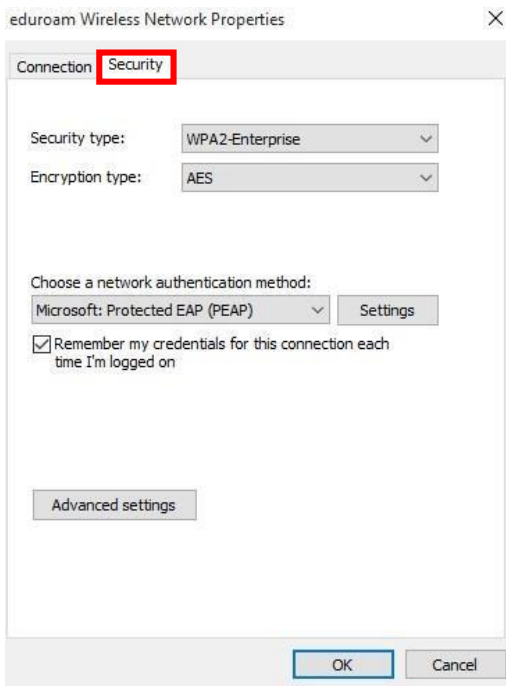 eduroam Wireless Network Properties
Connection Security
Security type: WPA2-Enterprise
Encryption type: AES
Choose a network authentication method:
Microsoft: Protected EAP (PEAP) Settings
Remember my credentials for this connection each
time I'm logged on
Advanced settings
OK Cancel